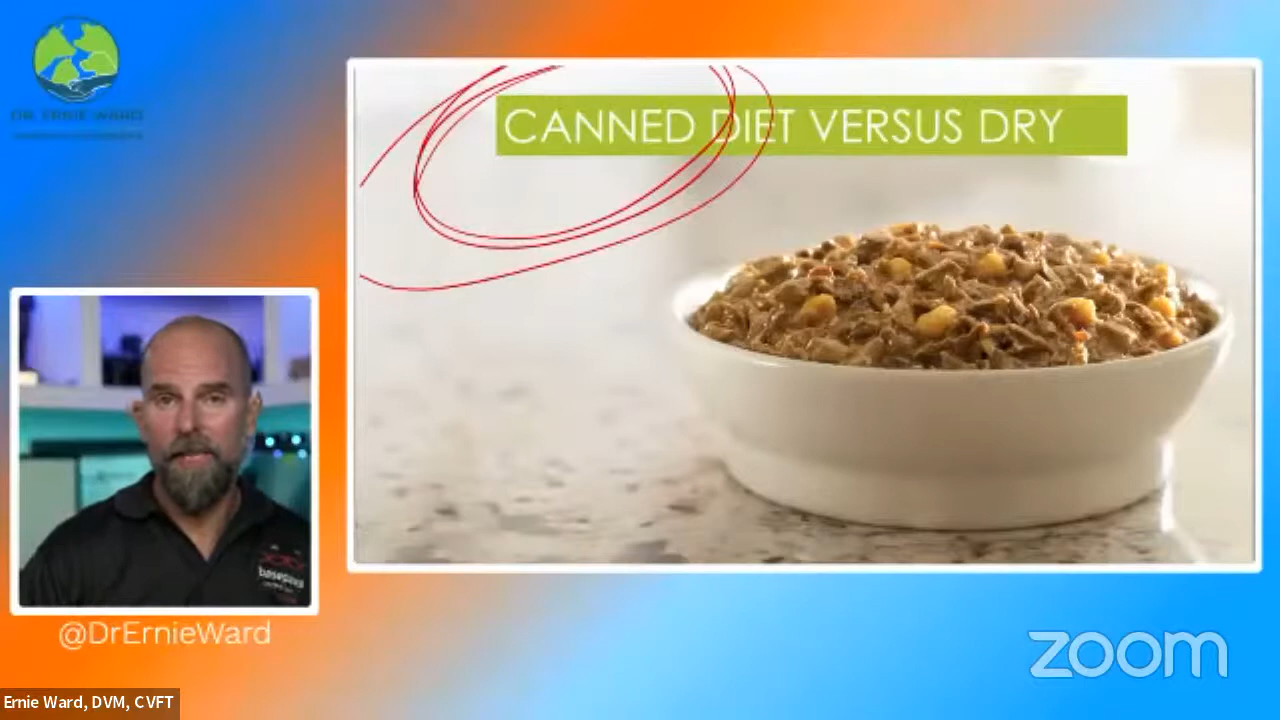 DR. ERNIE WARD
CANNED DIET VERSUS DRY
@DrErnieWard
zoom
Ernie Ward, DVM, CVFT